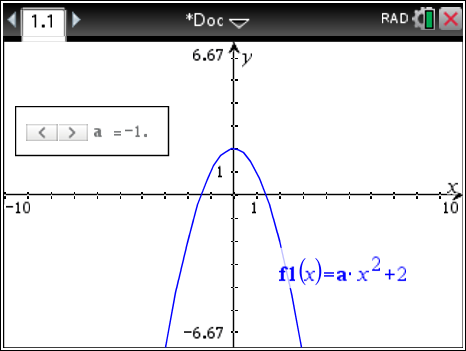 1.1 *Doc RAD
6.67 y
a =-1.
1
x
-10 1 10
f1(x)=a·x²+2
-6.67